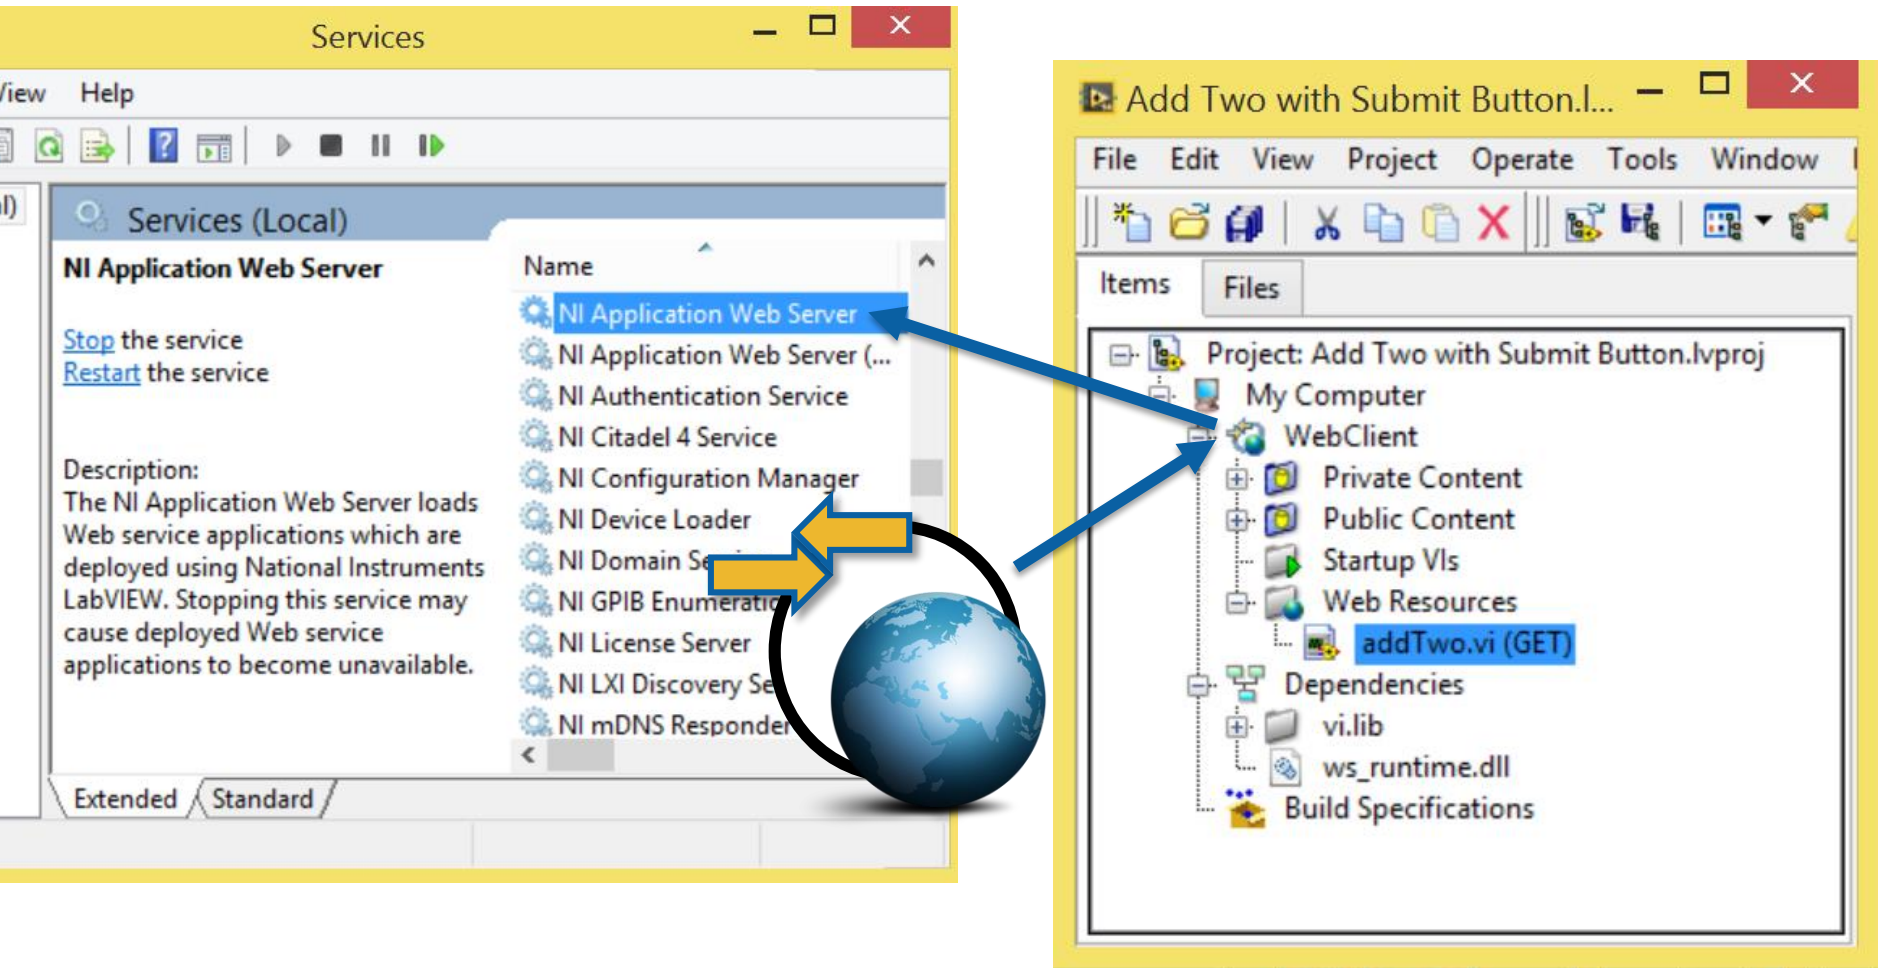 Services
View Help
Services (Local)
NI Application Web Server
Stop the service
Restart the service
Description:
The NI Application Web Server loads
Web service applications which are
deployed using National Instruments
LabVIEW. Stopping this service may
cause deployed Web service
applications to become unavailable.
Name
NI Application Web Server
NI Application Web Server (...
NI Authentication Service
NI Citadel 4 Service
NI Configuration Manager
NI Device Loader
NI Domain
NI GPIB
NI License Server
NI LXI Discovery
NI mDNS Responder
Extended Standard
Add Two with Submit Button.l...
File Edit View Project Operate Tools Window
Items Files
Project: Add Two with Submit Button.lvproj
My Computer
WebClient
Private Content
Public Content
Startup VIs
Web Resources
addTwo.vi (GET)
Dependencies
vi.lib
ws_runtime.dll
Build Specifications